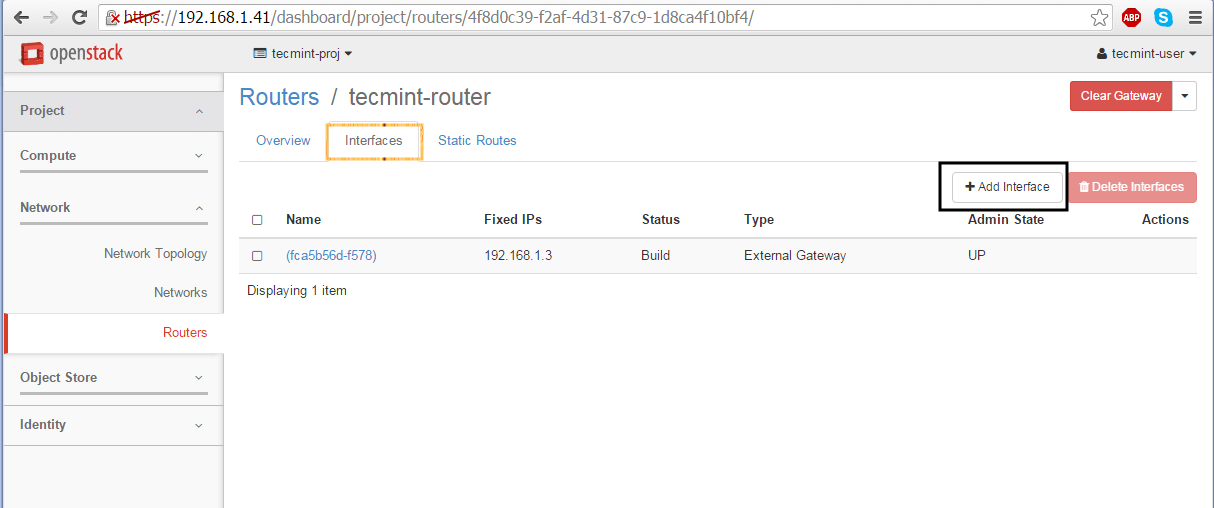 https://192.168.1.41/dashboard/project/routers/4f8d0c39-f2af-4d31-87c9-1d8ca4f10bf4/
ABP
openstack
tecmint-proj
tecmint-user
Project
Compute
Network
Network Topology
Networks
Routers
Object Store
Identity
Routers / tecmint-router
Clear Gateway
Overview Interfaces Static Routes
+ Add Interface Delete Interfaces
Name Fixed IPs Status Type Admin State Actions
(fca5b56d-f578) 192.168.1.3 Build External Gateway UP
Displaying 1 item